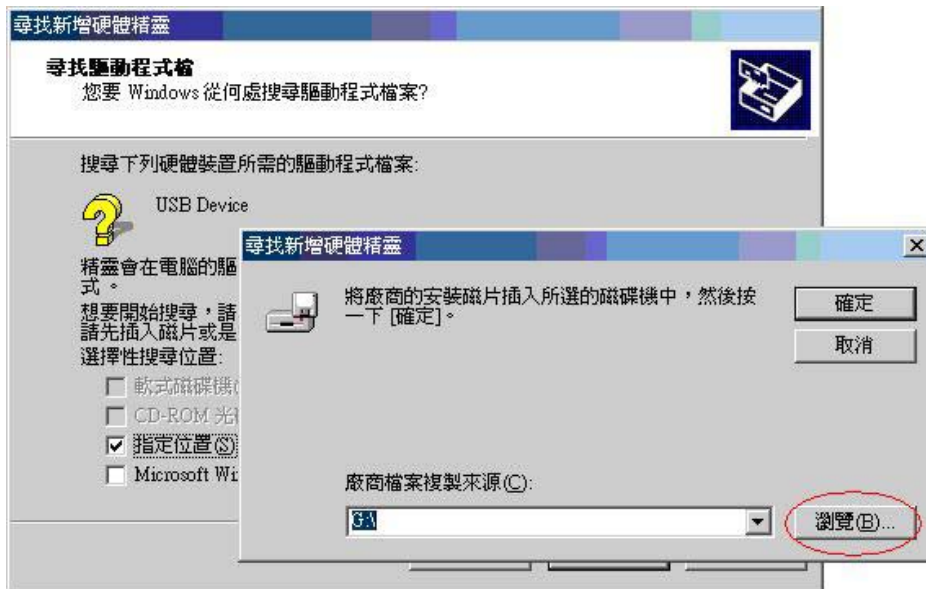 尋找新增硬體精靈
尋找驅動程式檔
您要 Windows 從何處搜尋驅動程式檔案?
搜尋下列硬體裝置所需的驅動程式檔案:
USB Device
精靈會在電腦的驅
式。
想要開始搜尋，請
請先插入磁片或是
選擇性搜尋位置:
軟式磁碟機(
CD-ROM 光
指定位置(S)
Microsoft Wi
尋找新增硬體精靈
將廠商的安裝磁片插入所選的磁碟機中，然後按
一下 [確定]。
確定
取消
廠商檔案複製來源(C):
G:\
瀏覽(B)...